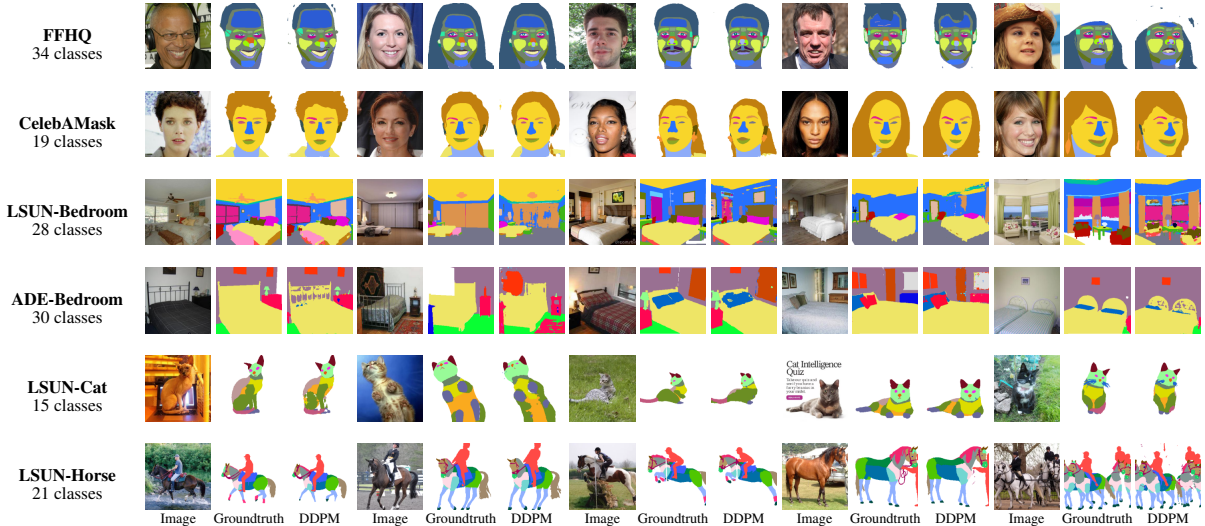 FFHQ
34 classes
CelebAMask
19 classes
LSUN-Bedroom
28 classes
ADE-Bedroom
30 classes
LSUN-Cat
15 classes
Cat Intelligence
Quiz
LSUN-Horse
21 classes
Image Groundtruth DDPM Image Groundtruth DDPM Image Groundtruth DDPM Image Groundtruth DDPM Image Groundtruth DDPM